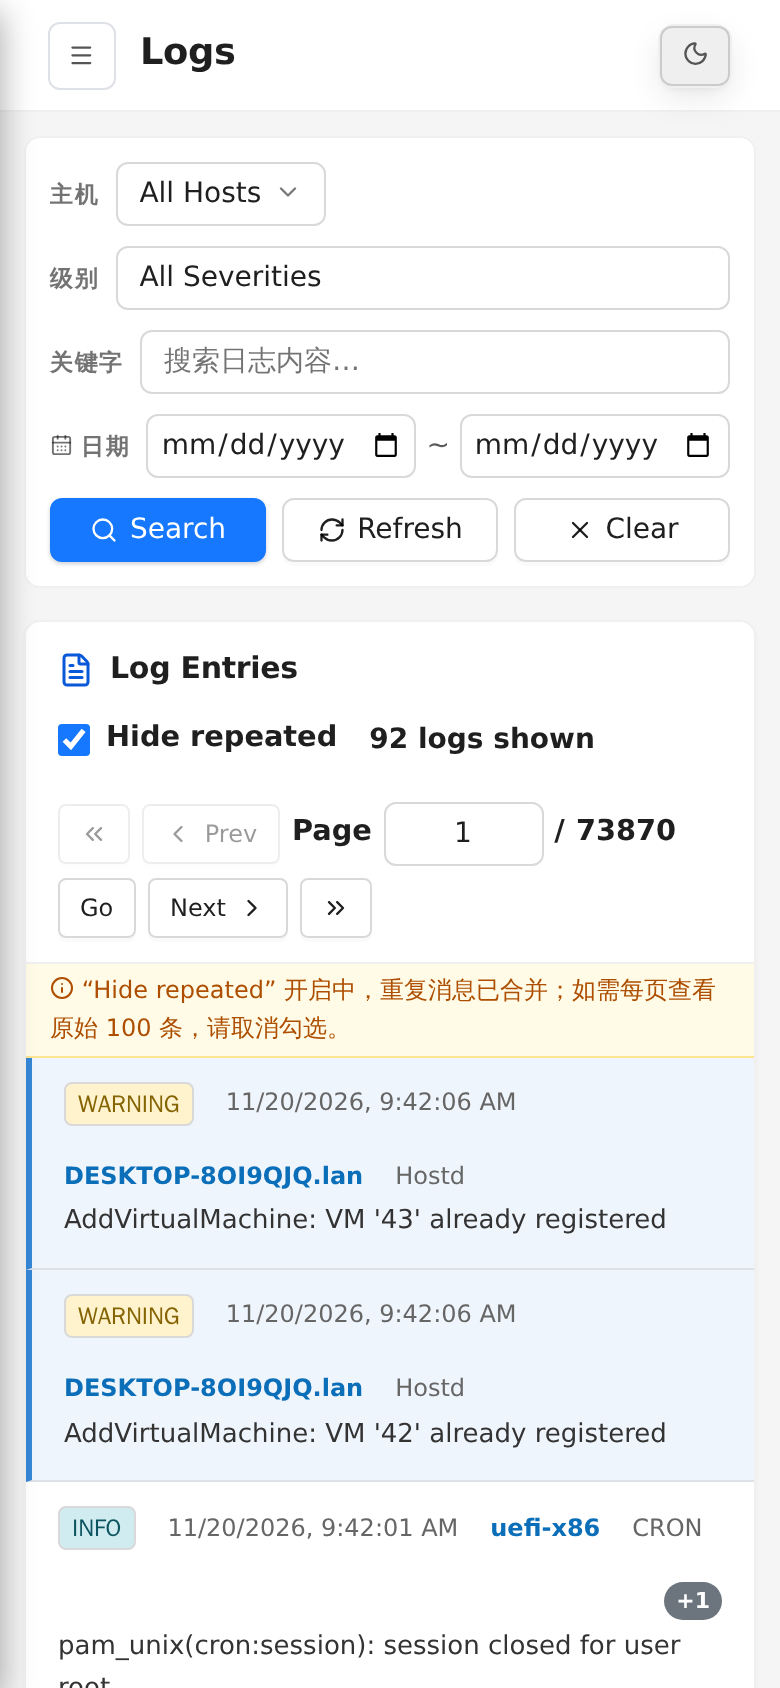 Logs
主机 All Hosts
级别 All Severities
关键字 搜索日志内容...
日期 mm/dd/yyyy ~ mm/dd/yyyy
Search Refresh Clear
Log Entries
Hide repeated 92 logs shown
« ‹ Prev Page 1 / 73870
Go Next › »
“Hide repeated” 开启中，重复消息已合并；如需每页查看
原始 100 条，请取消勾选。
WARNING 11/20/2026, 9:42:06 AM
DESKTOP-8OI9QJQ.lan Hostd
AddVirtualMachine: VM '43' already registered
WARNING 11/20/2026, 9:42:06 AM
DESKTOP-8OI9QJQ.lan Hostd
AddVirtualMachine: VM '42' already registered
INFO 11/20/2026, 9:42:01 AM uefi-x86 CRON
+1
pam_unix(cron:session): session closed for user
root